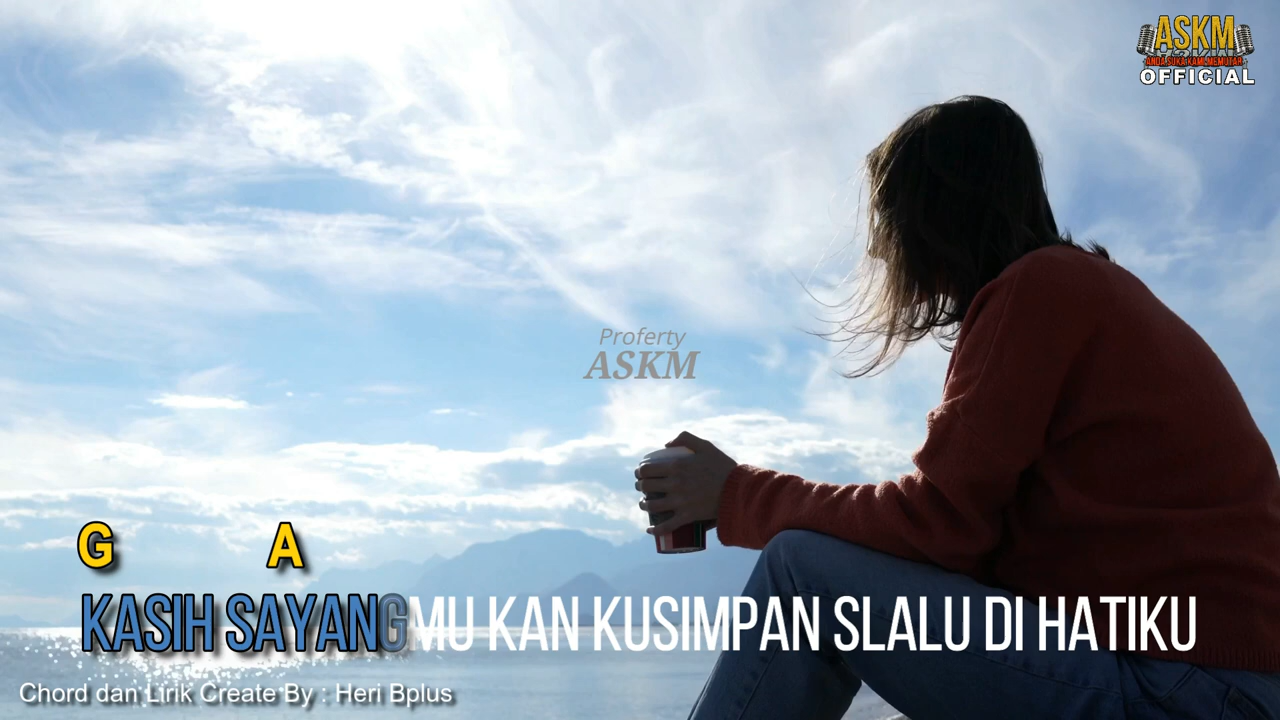 ASKM
ANDA SUKA KAMI MEMUTAR
OFFICIAL
Proferty
ASKM
G A
KASIH SAYANGMU KAN KUSIMPAN SLALU DI HATIKU
Chord dan Lirik Create By : Heri Bplus